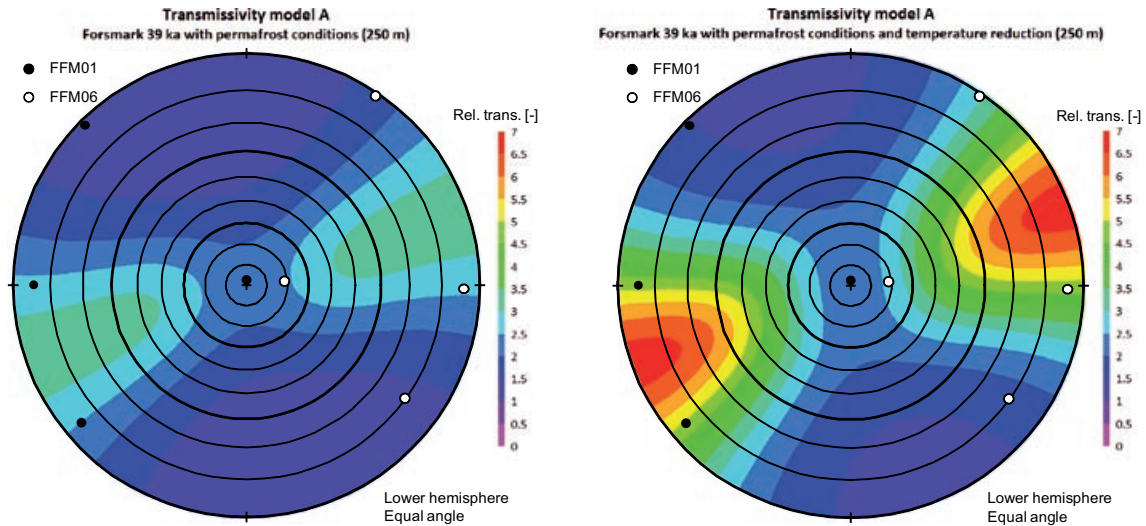 Transmissivity model A
Forsmark 39 ka with permafrost conditions (250 m)
FFM01
FFM06
Rel. trans. [-]
7
6.5
6
5.5
5
4.5
4
3.5
3
2.5
2
1.5
1
0.5
0
Lower hemisphere
Equal angle
Transmissivity model A
Forsmark 39 ka with permafrost conditions and temperature reduction (250 m)
FFM01
FFM06
Rel. trans. [-]
7
6.5
6
5.5
5
4.5
4
3.5
3
2.5
2
1.5
1
0.5
0
Lower hemisphere
Equal angle